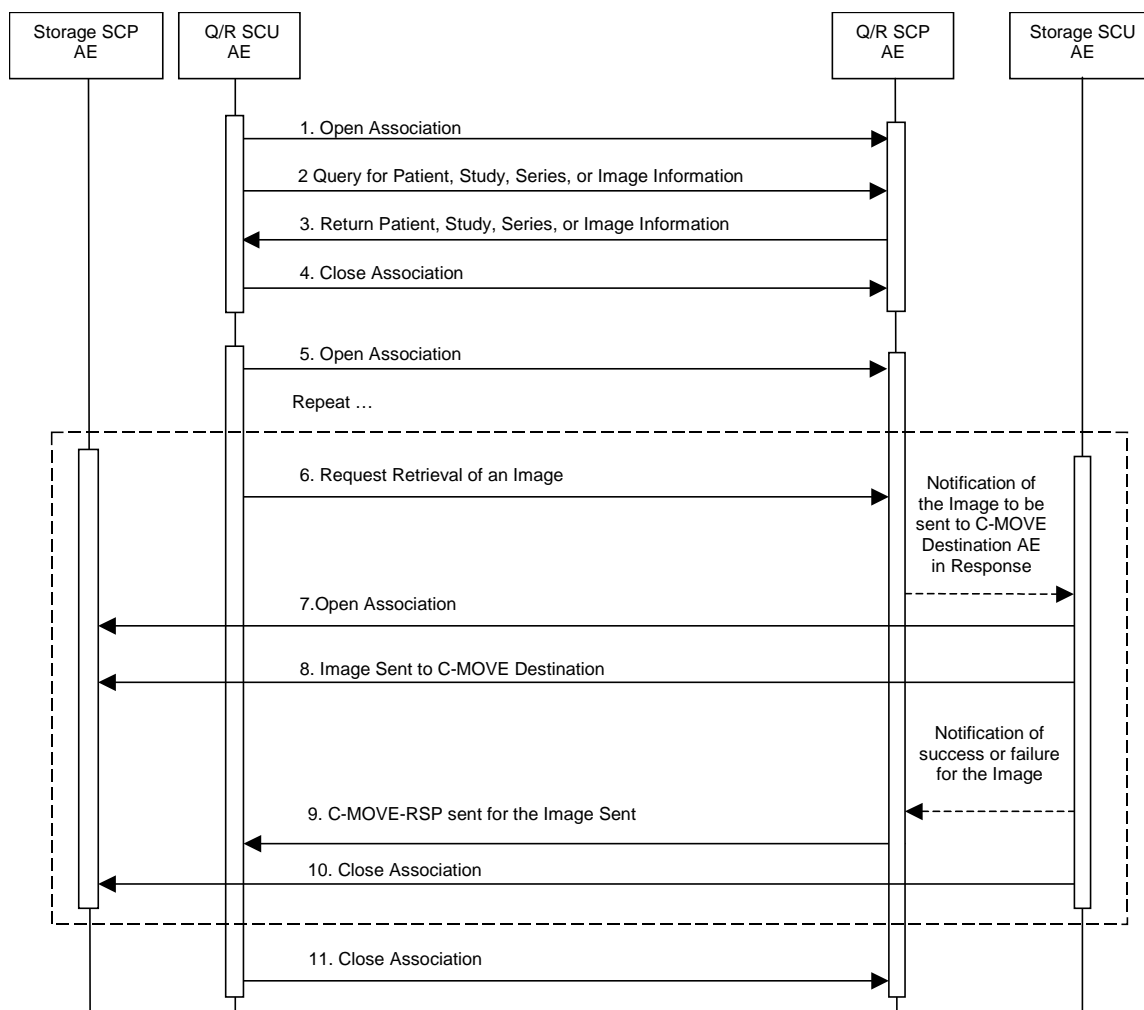 Storage SCP
AE
Q/R SCU
AE
Q/R SCP
AE
Storage SCU
AE
1. Open Association
2 Query for Patient, Study, Series, or Image Information
3. Return Patient, Study, Series, or Image Information
4. Close Association
5. Open Association
Repeat …
6. Request Retrieval of an Image
Notification of
the Image to be
sent to C-MOVE
Destination AE
in Response
7.Open Association
8. Image Sent to C-MOVE Destination
Notification of
success or failure
for the Image
9. C-MOVE-RSP sent for the Image Sent
10. Close Association
11. Close Association